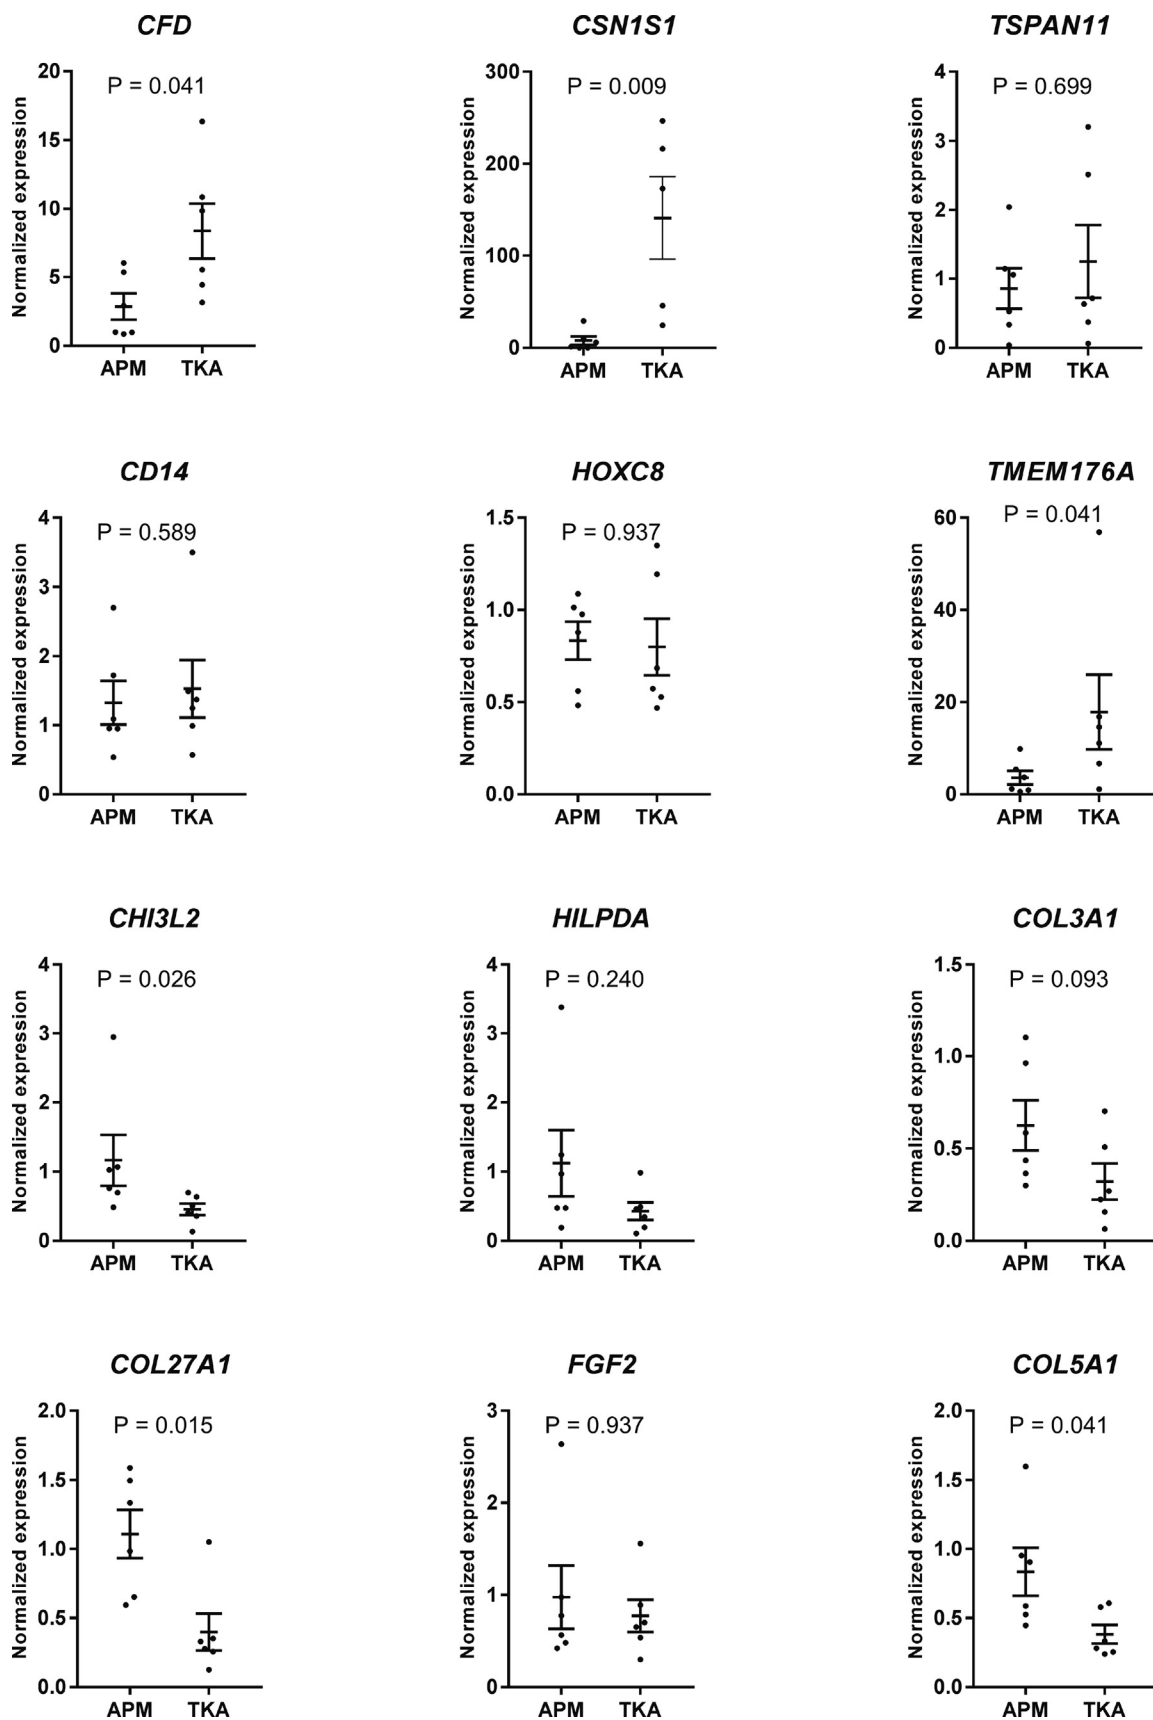 CFD
P = 0.041
Normalized expression
20
15
10
5
0
APM TKA
CSN1S1
P = 0.009
Normalized expression
300
200
100
0
APM TKA
TSPAN11
P = 0.699
Normalized expression
4
3
2
1
0
APM TKA
CD14
P = 0.589
Normalized expression
4
3
2
1
0
APM TKA
HOXC8
P = 0.937
Normalized expression
1.5
1.0
0.5
0.0
APM TKA
TMEM176A
P = 0.041
Normalized expression
60
40
20
0
APM TKA
CHI3L2
P = 0.026
Normalized expression
4
3
2
1
0
APM TKA
HILPDA
P = 0.240
Normalized expression
4
3
2
1
0
APM TKA
COL3A1
P = 0.093
Normalized expression
1.5
1.0
0.5
0.0
APM TKA
COL27A1
P = 0.015
Normalized expression
2.0
1.5
1.0
0.5
0.0
APM TKA
FGF2
P = 0.937
Normalized expression
3
2
1
0
APM TKA
COL5A1
P = 0.041
Normalized expression
2.0
1.5
1.0
0.5
0.0
APM TKA